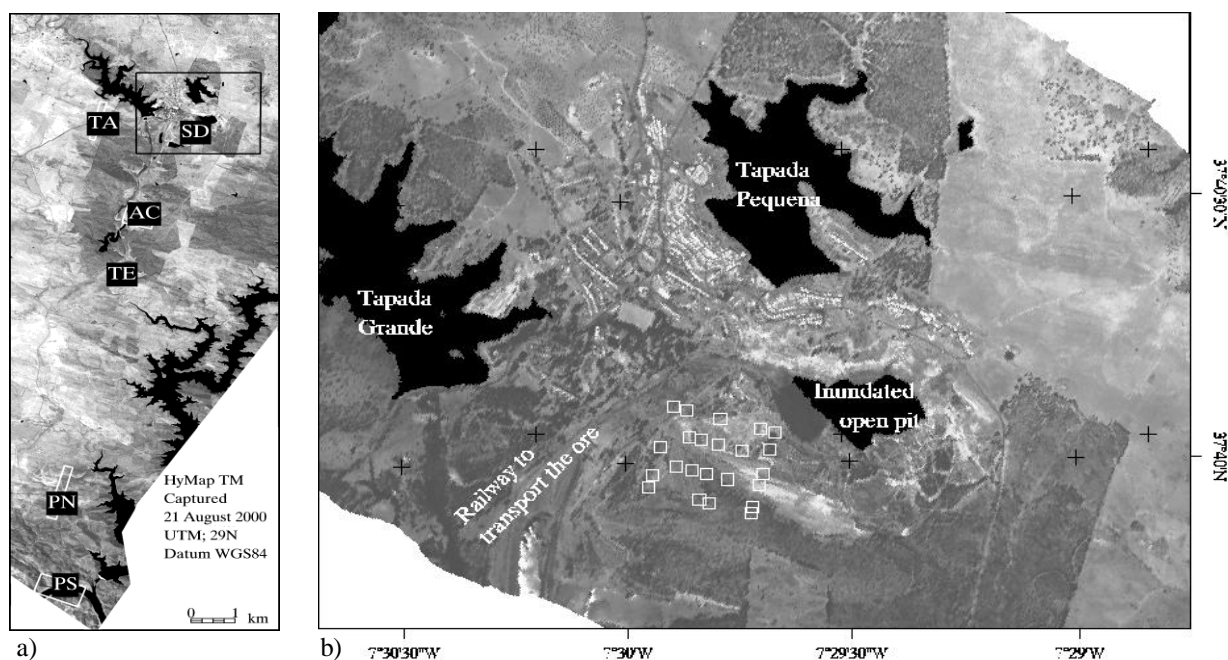 TA
SD
AC
TE
PN
PS
HyMap TM
Captured
21 August 2000
UTM; 29N
Datum WGS84
0 1
km
a)
Tapada
Pequena
Tapada
Grande
Inundated
open pit
Railway to
transport the ore
37°40'30"N
37°40'N
b)
7°30'30"W
7°30'W
7°29'30"W
7°29'W